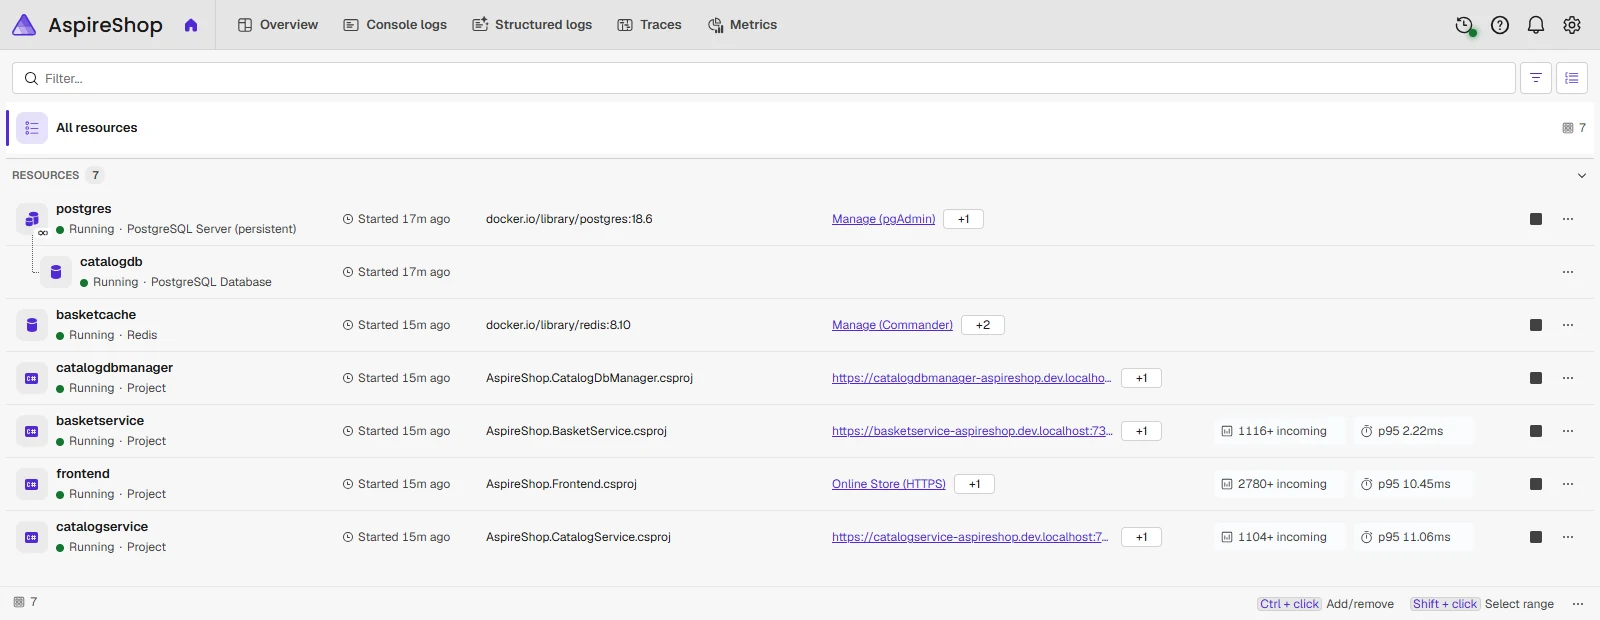 AspireShop Overview Console logs Structured logs Traces Metrics
Filter...
All resources 7
RESOURCES 7
postgres
Running · PostgreSQL Server (persistent) Started 17m ago docker.io/library/postgres:18.6 Manage (pgAdmin) +1
catalogdb
Running · PostgreSQL Database Started 17m ago
basketcache
Running · Redis Started 15m ago docker.io/library/redis:8.10 Manage (Commander) +2
catalogdbmanager
Running · Project Started 15m ago AspireShop.CatalogDbManager.csproj https://catalogdbmanager-aspireshop.dev.localho... +1
basketservice
Running · Project Started 15m ago AspireShop.BasketService.csproj https://basketservice-aspireshop.dev.localhost:73... +1 1116+ incoming p95 2.22ms
frontend
Running · Project Started 15m ago AspireShop.Frontend.csproj Online Store (HTTPS) +1 2780+ incoming p95 10.45ms
catalogservice
Running · Project Started 15m ago AspireShop.CatalogService.csproj https://catalogservice-aspireshop.dev.localhost:7... +1 1104+ incoming p95 11.06ms
7 Ctrl + click Add/remove Shift + click Select range